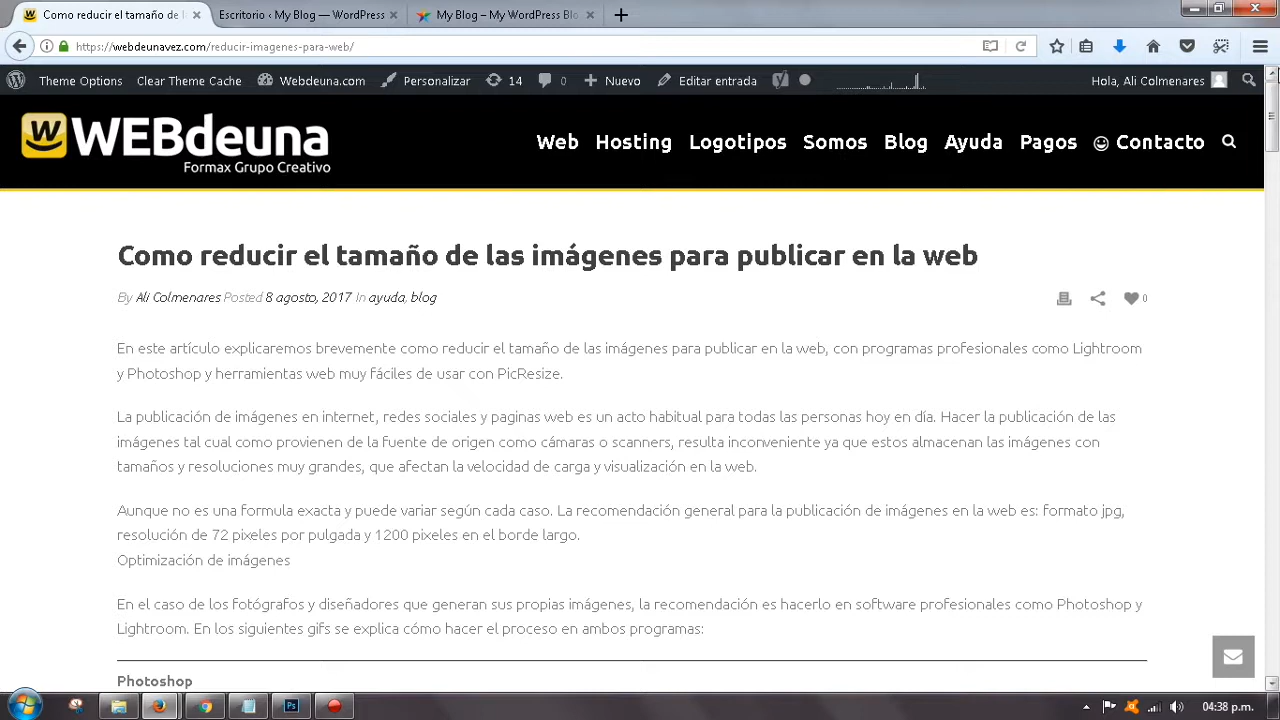 Como reducir el tamaño de l
Escritorio ‹ My Blog — WordPress
My Blog – My WordPress Blo
https://webdeunavez.com/reducir-imagenes-para-web/
Theme Options Clear Theme Cache Webdeuna.com Personalizar 14 Nuevo Editar entrada Hola, Ali Colmenares
W WEBdeuna
Formax Grupo Creativo
Web Hosting Logotipos Somos Blog Ayuda Pagos Contacto
Como reducir el tamaño de las imágenes para publicar en la web
By Ali Colmenares Posted 8 agosto, 2017 In ayuda, blog
0
En este artículo explicaremos brevemente como reducir el tamaño de las imágenes para publicar en la web, con programas profesionales como Lightroom
y Photoshop y herramientas web muy fáciles de usar con PicResize.
La publicación de imágenes en internet, redes sociales y paginas web es un acto habitual para todas las personas hoy en día. Hacer la publicación de las
imágenes tal cual como provienen de la fuente de origen como cámaras o scanners, resulta inconveniente ya que estos almacenan las imágenes con
tamaños y resoluciones muy grandes, que afectan la velocidad de carga y visualización en la web.
Aunque no es una formula exacta y puede variar según cada caso. La recomendación general para la publicación de imágenes en la web es: formato jpg,
resolución de 72 pixeles por pulgada y 1200 pixeles en el borde largo.
Optimización de imágenes
En el caso de los fotógrafos y diseñadores que generan sus propias imágenes, la recomendación es hacerlo en software profesionales como Photoshop y
Lightroom. En los siguientes gifs se explica cómo hacer el proceso en ambos programas:
Photoshop
Ps
04:38 p.m.